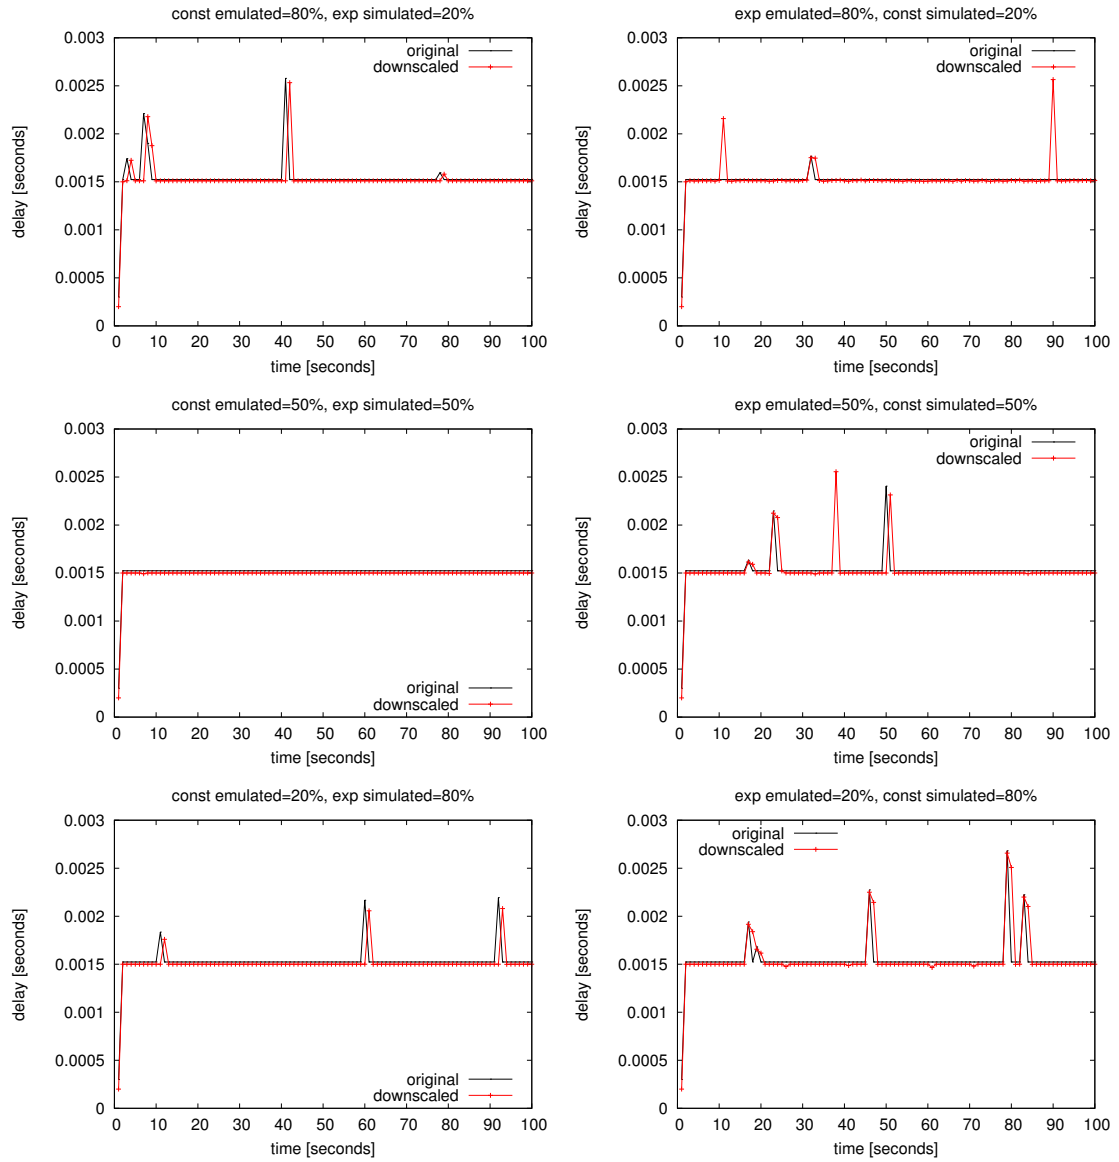 const emulated=80%, exp simulated=20%
0.003
0.0025
0.002
0.0015
0.001
0.0005
0
delay [seconds]
original
downscaled
0 10 20 30 40 50 60 70 80 90 100
time [seconds]
exp emulated=80%, const simulated=20%
0.003
0.0025
0.002
0.0015
0.001
0.0005
0
delay [seconds]
original
downscaled
0 10 20 30 40 50 60 70 80 90 100
time [seconds]
const emulated=50%, exp simulated=50%
0.003
0.0025
0.002
0.0015
0.001
0.0005
0
delay [seconds]
original
downscaled
0 10 20 30 40 50 60 70 80 90 100
time [seconds]
exp emulated=50%, const simulated=50%
0.003
0.0025
0.002
0.0015
0.001
0.0005
0
delay [seconds]
original
downscaled
0 10 20 30 40 50 60 70 80 90 100
time [seconds]
const emulated=20%, exp simulated=80%
0.003
0.0025
0.002
0.0015
0.001
0.0005
0
delay [seconds]
original
downscaled
0 10 20 30 40 50 60 70 80 90 100
time [seconds]
exp emulated=20%, const simulated=80%
0.003
0.0025
0.002
0.0015
0.001
0.0005
0
delay [seconds]
original
downscaled
0 10 20 30 40 50 60 70 80 90 100
time [seconds]